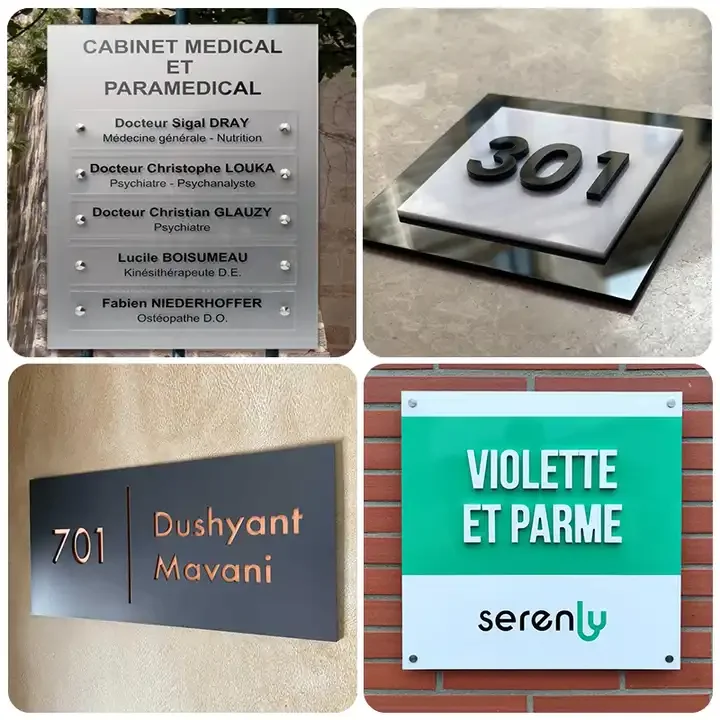 CABINET MEDICAL
ET
PARAMEDICAL
Docteur Sigal DRAY
Médecine générale - Nutrition
Docteur Christophe LOUKA
Psychiatre - Psychanalyste
Docteur Christian GLAUZY
Psychiatre
Lucile BOISUMEAU
Kinésithérapeute D.E.
Fabien NIEDERHOFFER
Ostéopathe D.O.
301
701
Dushyant
Mavani
VIOLETTE
ET PARME
serenly